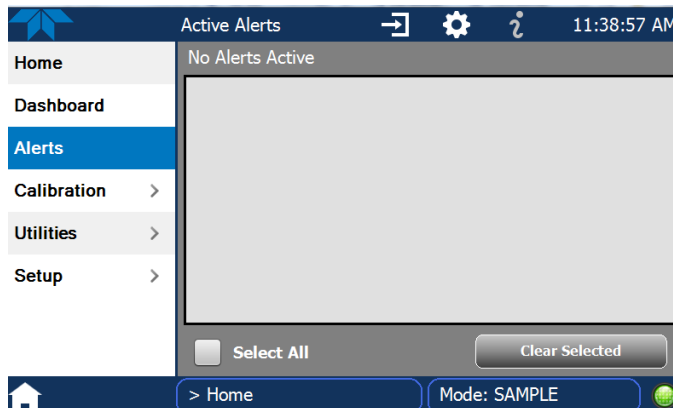 Active Alerts
11:38:57 AM
Home
No Alerts Active
Dashboard
Alerts
Calibration >
Utilities >
Setup >
Select All
Clear Selected
> Home
Mode: SAMPLE